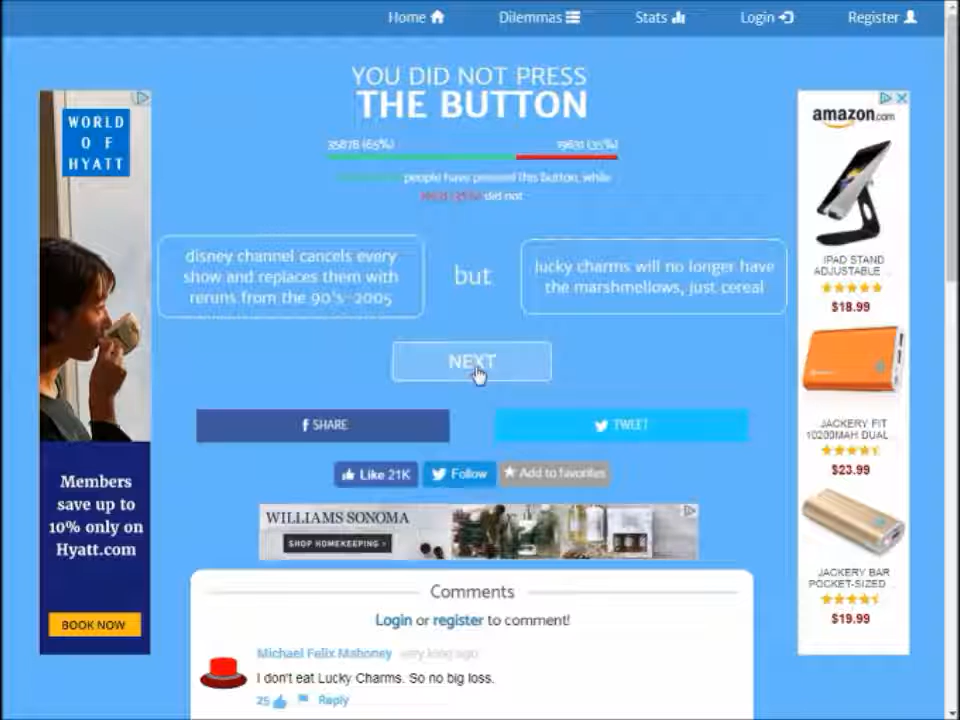 Home
Dilemmas
Stats
Login
Register
YOU DID NOT PRESS
THE BUTTON
people have pressed this button, while
did not
disney channel cancels every
show and replaces them with
reruns from the 90's-2005
but
lucky charms will no longer have
the marshmellows, just cereal
NEXT
SHARE
TWEET
Like 21K
Follow
Add to favorites
WILLIAMS SONOMA
SHOP HOMEKEEPING >
Comments
Login or register to comment!
Michael Felix Mahoney very long ago
I don't eat Lucky Charms. So no big loss.
25
Reply
WORLD
OF
HYATT
Members
save up to
10% only on
Hyatt.com
BOOK NOW
amazon.com
IPAD STAND
ADJUSTABLE...
$18.99
JACKERY FIT
10200MAH DUAL...
$23.99
JACKERY BAR
POCKET-SIZED...
$19.99